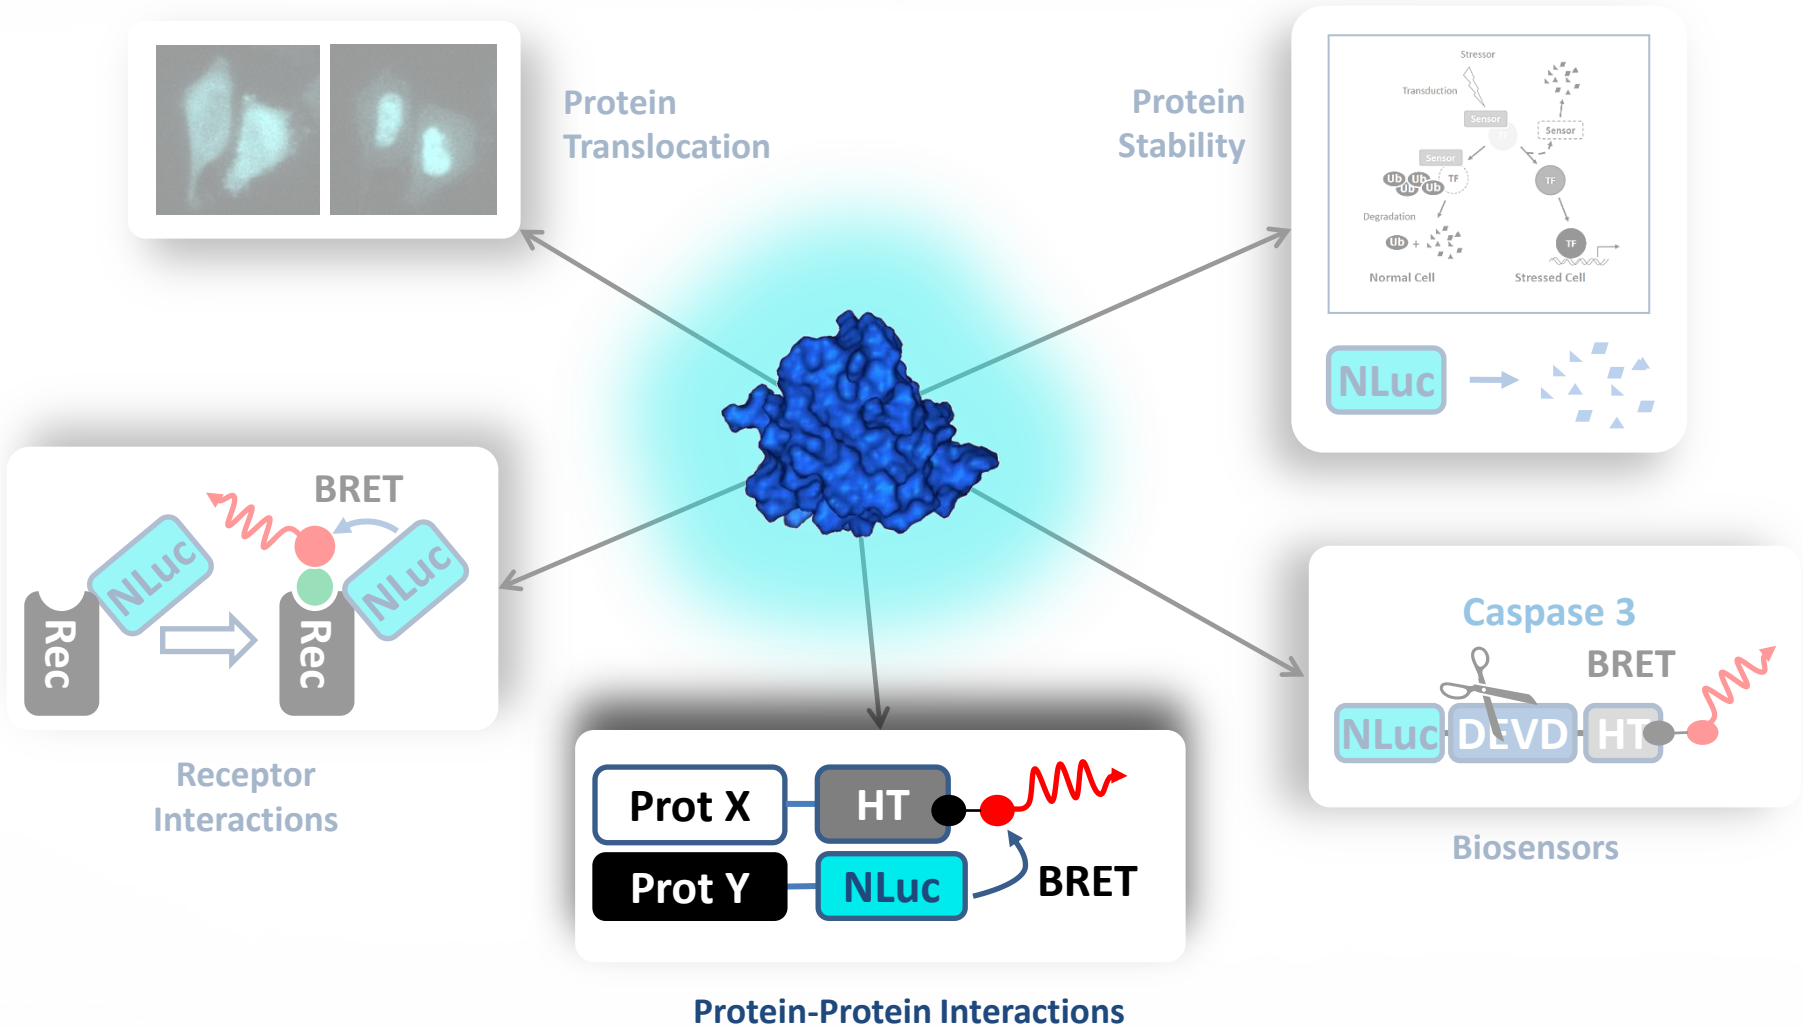 Protein
Translocation
Protein
Stability
Stressor
Transduction
Sensor
TF
Sensor
Sensor
TF
Ub
Ub
Ub
Ub
TF
Degradation
Ub
+
TF
Normal Cell
Stressed Cell
NLuc
BRET
NLuc
NLuc
Rec
Rec
Receptor
Interactions
Caspase 3
BRET
NLuc
DEVD
HT
Biosensors
Prot X
HT
Prot Y
NLuc
BRET
Protein-Protein Interactions